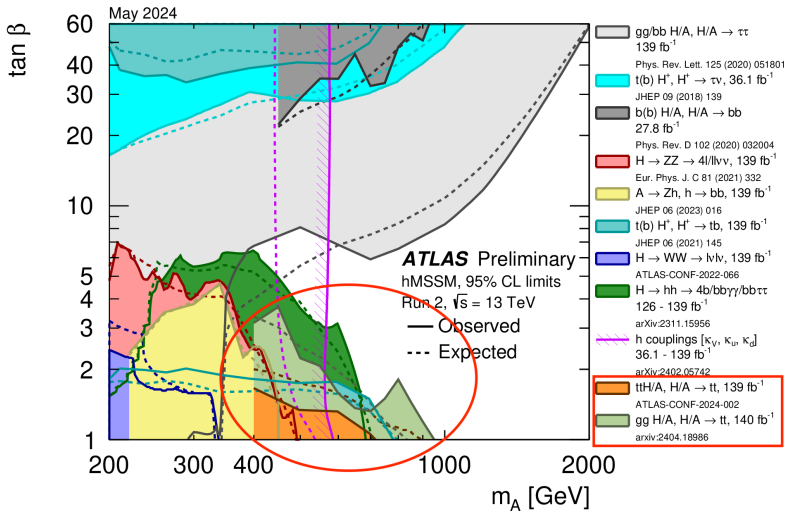 May 2024
tan β
60
50
40
30
20
10
5
4
3
2
1
200
300
400
1000
2000
m_A [GeV]
ATLAS Preliminary
hMSSM, 95% CL limits
Run 2, √s = 13 TeV
Observed
Expected
gg/bb H/A, H/A → ττ
139 fb⁻¹
Phys. Rev. Lett. 125 (2020) 051801
t(b) H⁺, H⁺ → τν, 36.1 fb⁻¹
JHEP 09 (2018) 139
b(b) H/A, H/A → bb
27.8 fb⁻¹
Phys. Rev. D 102 (2020) 032004
H → ZZ → 4l/llνν, 139 fb⁻¹
Eur. Phys. J. C 81 (2021) 332
A → Zh, h → bb, 139 fb⁻¹
JHEP 06 (2023) 016
t(b) H⁺, H⁺ → tb, 139 fb⁻¹
JHEP 06 (2021) 145
H → WW → lνlν, 139 fb⁻¹
ATLAS-CONF-2022-066
H → hh → 4b/bbγγ/bbττ
126 - 139 fb⁻¹
arXiv:2311.15956
h couplings [κ_V, κ_u, κ_d]
36.1 - 139 fb⁻¹
arXiv:2402.05742
ttH/A, H/A → tt, 139 fb⁻¹
ATLAS-CONF-2024-002
gg H/A, H/A → tt, 140 fb⁻¹
arxiv:2404.18986